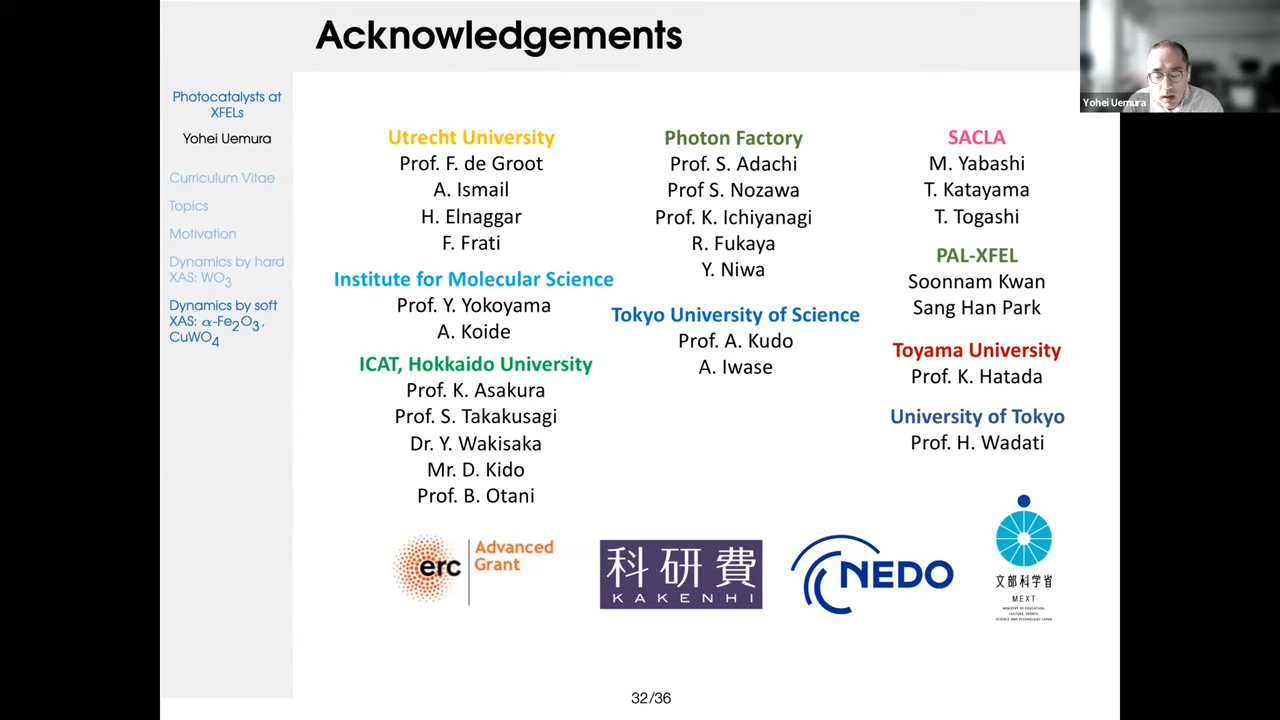 Acknowledgements
Yohei Uemura
Photocatalysts at
XFELs
Yohei Uemura
Curriculum Vitae
Topics
Motivation
Dynamics by hard
XAS: WO3
Dynamics by soft
XAS: α-Fe2O3,
CuWO4
Utrecht University
Prof. F. de Groot
A. Ismail
H. Elnaggar
F. Frati
Institute for Molecular Science
Prof. Y. Yokoyama
A. Koide
ICAT, Hokkaido University
Prof. K. Asakura
Prof. S. Takakusagi
Dr. Y. Wakisaka
Mr. D. Kido
Prof. B. Otani
Photon Factory
Prof. S. Adachi
Prof S. Nozawa
Prof. K. Ichiyanagi
R. Fukaya
Y. Niwa
Tokyo University of Science
Prof. A. Kudo
A. Iwase
SACLA
M. Yabashi
T. Katayama
T. Togashi
PAL-XFEL
Soonnam Kwan
Sang Han Park
Toyama University
Prof. K. Hatada
University of Tokyo
Prof. H. Wadati
erc
Advanced
Grant
科研費
KAKENHI
NEDO
文部科学省
MEXT
MINISTRY OF EDUCATION,
CULTURE, SPORTS,
SCIENCE AND TECHNOLOGY-JAPAN
32/36